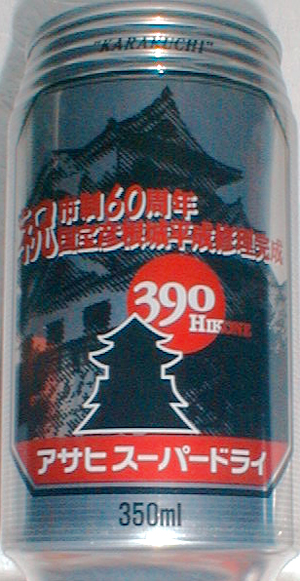 "KARAKUCHI"
祝 市制60周年
国宝彦根城平成修理完成
390
HIKONE
アサヒ スーパードライ
350ml